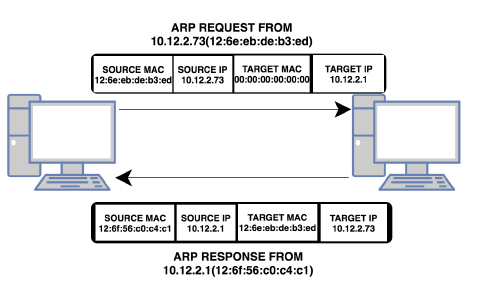 ARP REQUEST FROM
10.12.2.73(12:6e:eb:de:b3:ed)
SOURCE MAC SOURCE IP TARGET MAC TARGET IP
12:6e:eb:de:b3:ed 10.12.2.73 00:00:00:00:00:00 10.12.2.1
SOURCE MAC SOURCE IP TARGET MAC TARGET IP
12:6f:56:c0:c4:c1 10.12.2.1 12:6e:eb:de:b3:ed 10.12.2.73
ARP RESPONSE FROM
10.12.2.1(12:6f:56:c0:c4:c1)